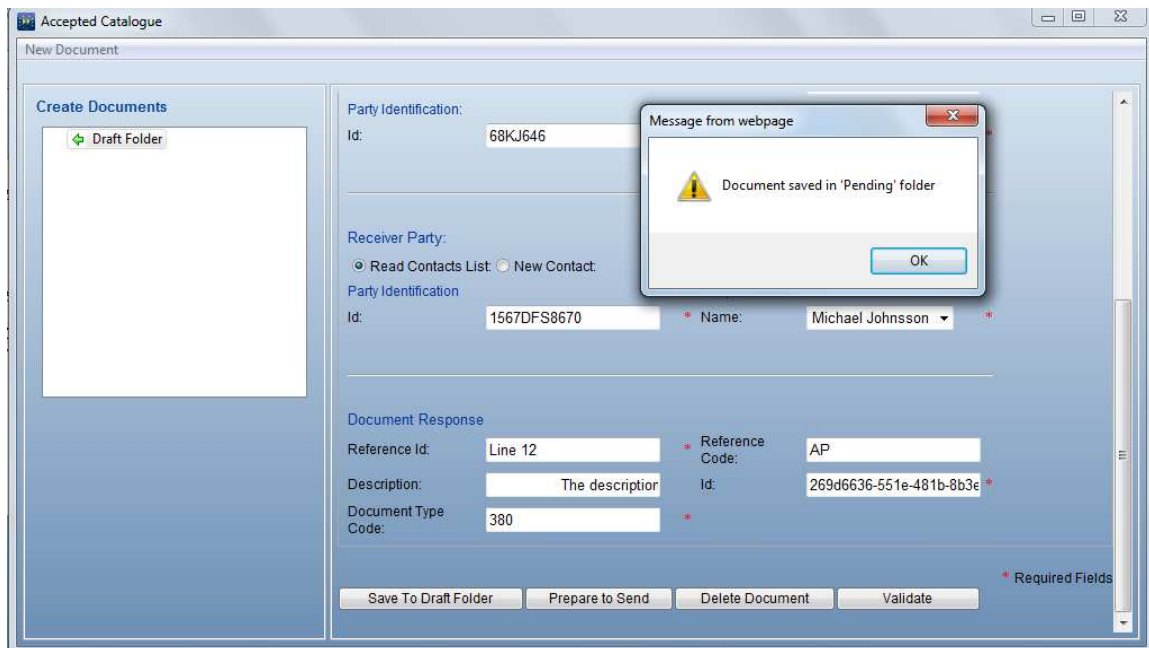 Accepted Catalogue
New Document
Create Documents
Draft Folder
Party Identification:
Id: 68KJ646 *
Message from webpage
Document saved in 'Pending' folder
OK
Receiver Party:
Read Contacts List: New Contact:
Party Identification
Id: 1567DFS8670 * Name: Michael Johnsson *
Document Response
Reference Id: Line 12 * Reference Code: AP
Description: The description Id: 269d6636-551e-481b-8b3e *
Document Type Code: 380 *
* Required Fields
Save To Draft Folder Prepare to Send Delete Document Validate